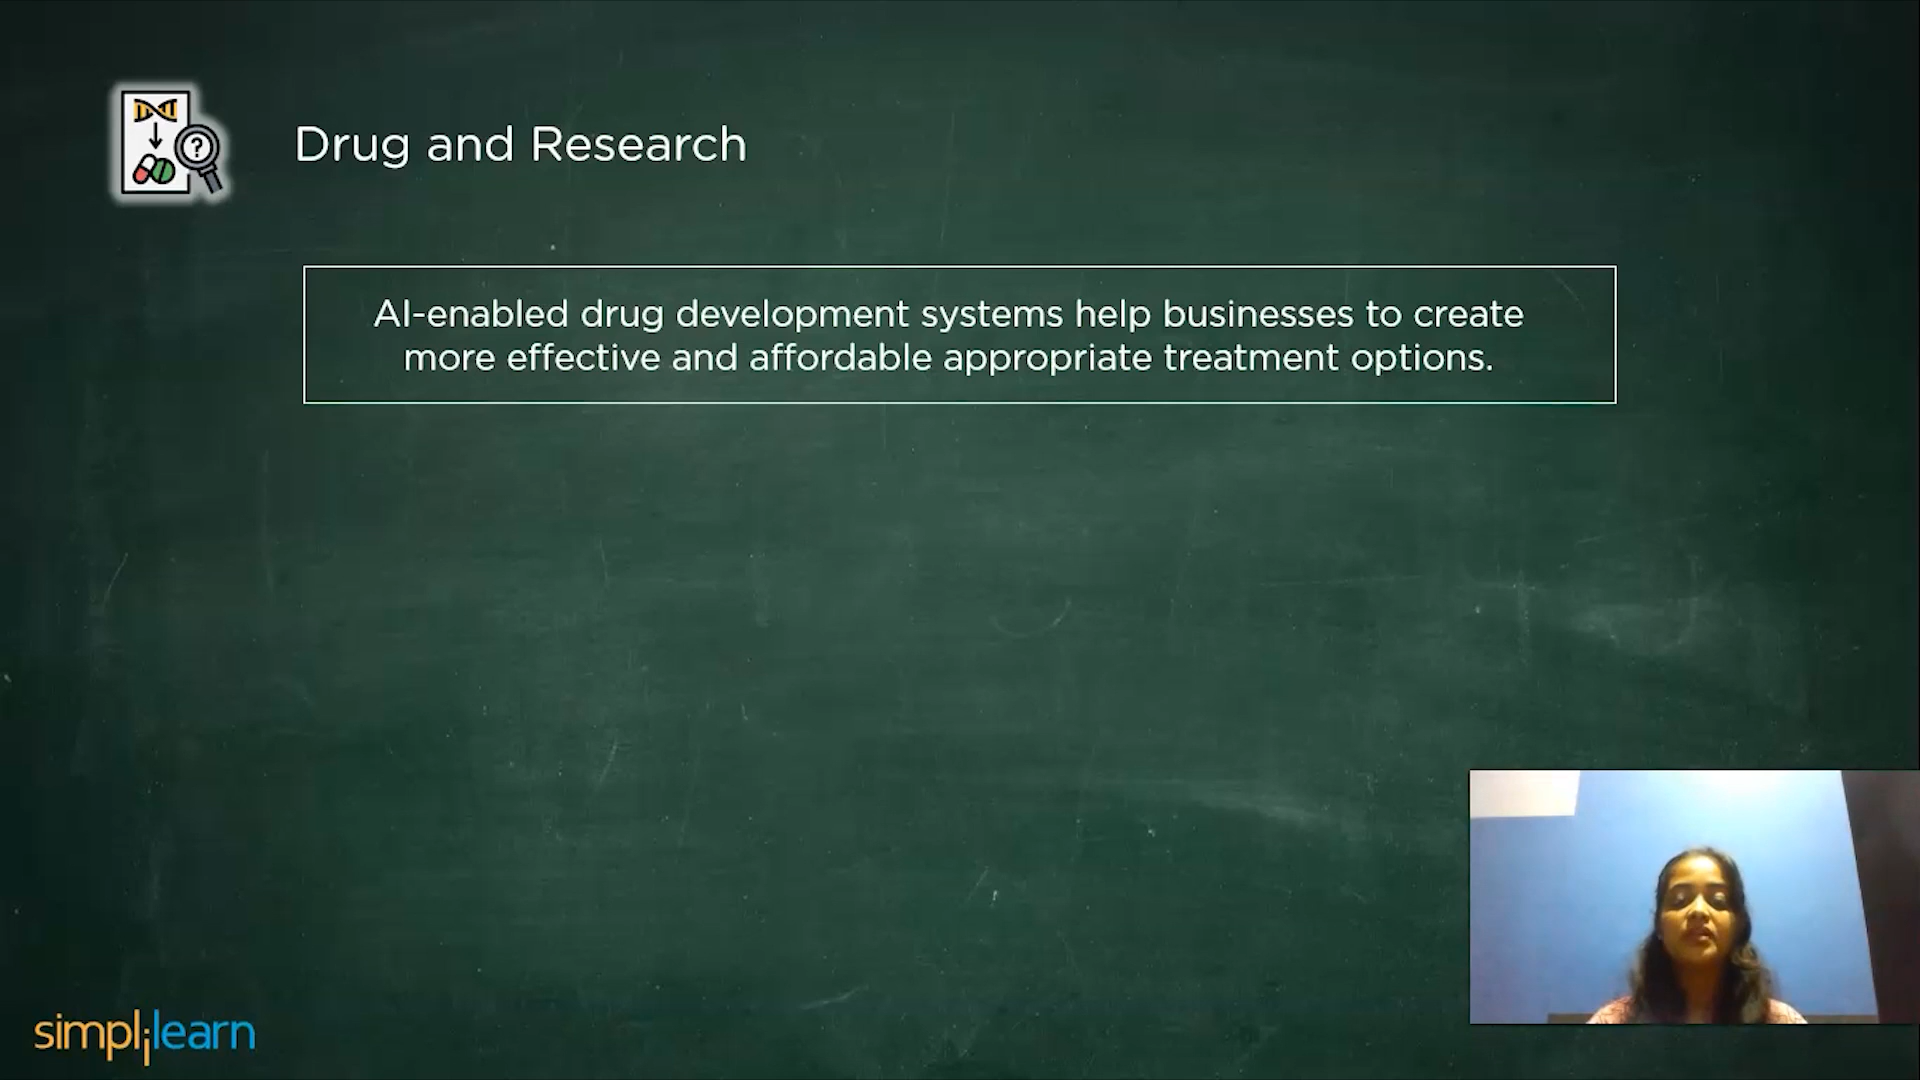 Drug and Research
?
AI-enabled drug development systems help businesses to create
more effective and affordable appropriate treatment options.
simplilearn